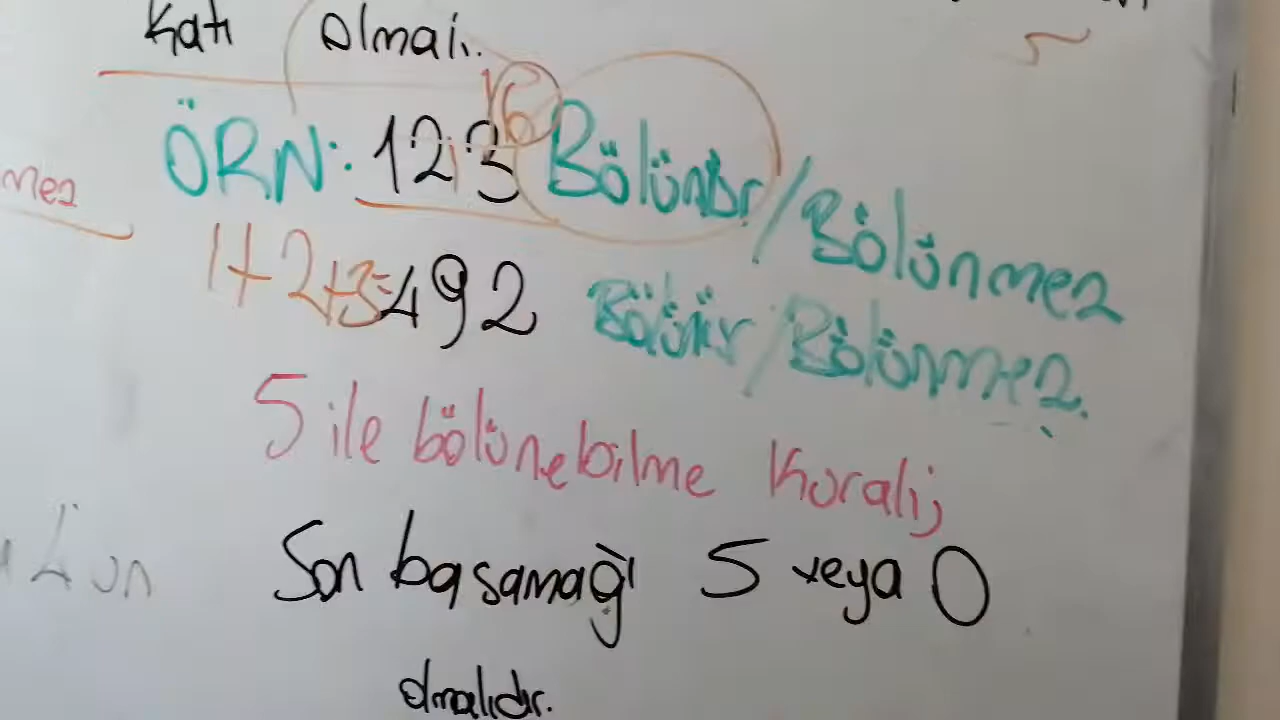 Katı olmalı.
mez
ÖRN: 123 6 Bölünür / Bölünmez
1+2+3= 492 Bölünür / Bölünmez.
5 ile bölünebilme Kuralı;
Son basamağı 5 veya 0
olmalıdır.